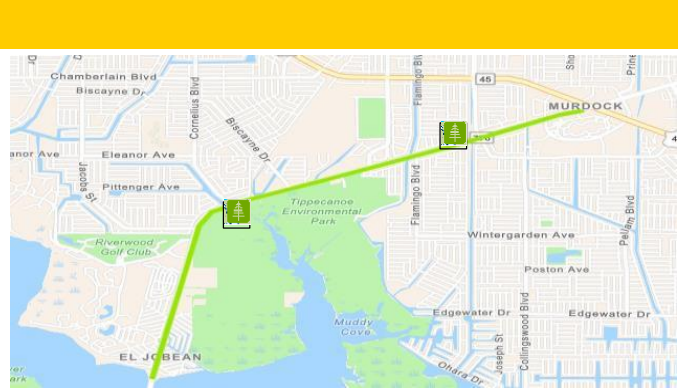 Chamberlain Blvd
Biscayne Dr
Cornelius Blvd
Flamingo Blvd
45
MURDOCK
Biscayne Dr
Eleanor Ave
Jacobs St
Pittenger Ave
Tippecanoe
Environmental
Park
Flamingo Blvd
Riverwood
Golf Club
Wintergarden Ave
Pellam Blvd
Poston Ave
Collingswood Blvd
Edgewater Dr
Edgewater Dr
Muddy
Cove
Joseph St
EL JOBEAN
Ohara Dr